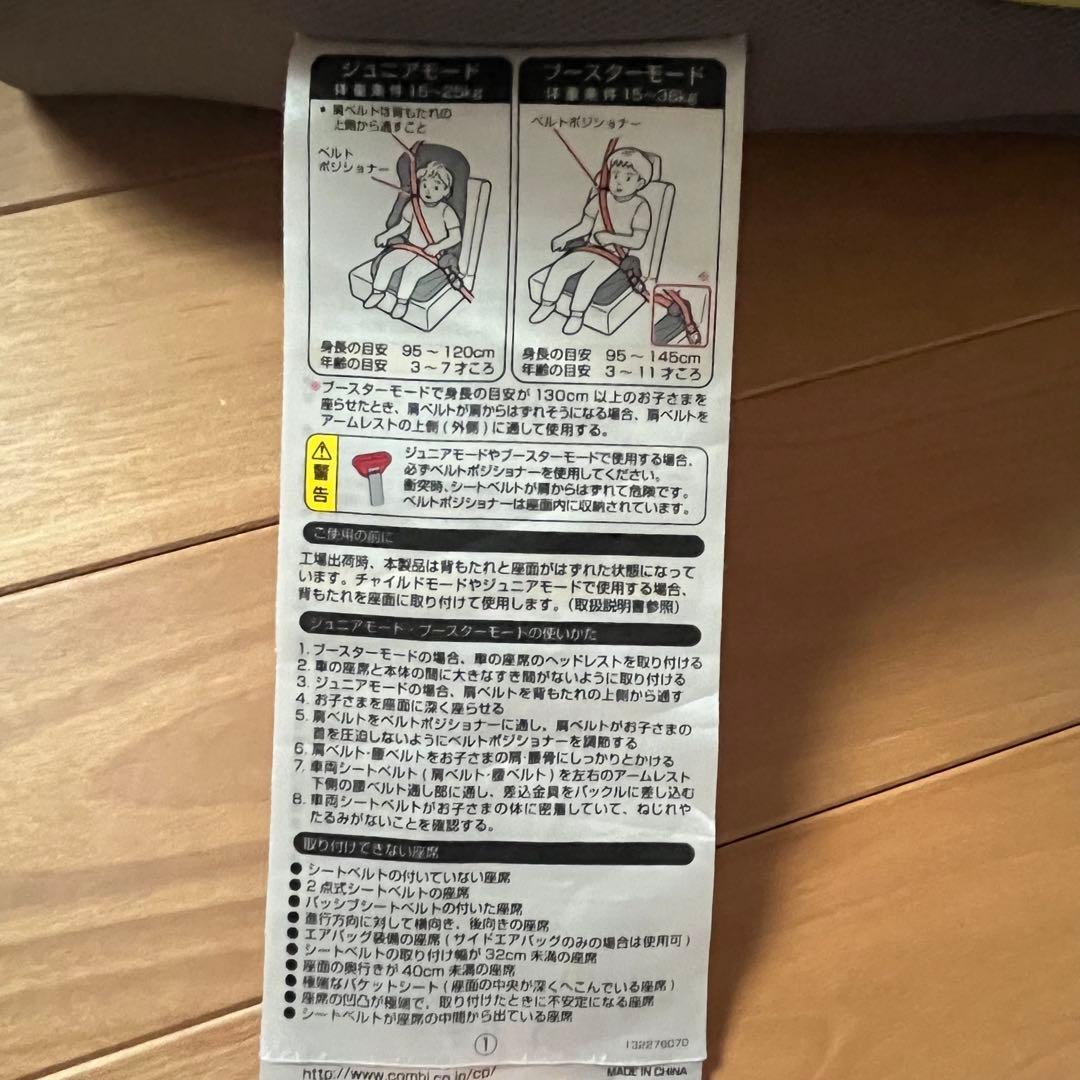 ジュニアモード
体重条件 15～25kg
• 肩ベルトは背もたれの
上側から通すこと
ベルト
ポジショナー
身長の目安 95～120cm
年齢の目安 3～7才ころ
ブースターモード
体重条件 15～36kg
ベルトポジショナー
※
身長の目安 95～145cm
年齢の目安 3～11才ころ
※ブースターモードで身長の目安が 130cm 以上のお子さまを
座らせたとき、肩ベルトが肩からはずれそうになる場合、肩ベルトを
アームレストの上側(外側)に通して使用する。
警告
ジュニアモードやブースターモードで使用する場合、
必ずベルトポジショナーを使用してください。
衝突時、シートベルトが肩からはずれて危険です。
ベルトポジショナーは座面内に収納されています。
ご使用の前に
工場出荷時、本製品は背もたれと座面がはずれた状態になって
います。チャイルドモードやジュニアモードで使用する場合、
背もたれを座面に取り付けて使用します。(取扱説明書参照)
ジュニアモード・ブースターモードの使いかた
1. ブースターモードの場合、車の座席のヘッドレストを取り付ける
2. 車の座席と本体の間に大きなすき間がないように取り付ける
3. ジュニアモードの場合、肩ベルトを背もたれの上側から通す
4. お子さまを座面に深く座らせる
5. 肩ベルトをベルトポジショナーに通し、肩ベルトがお子さまの
首を圧迫しないようにベルトポジショナーを調節する
6. 肩ベルト・腰ベルトをお子さまの肩・腰骨にしっかりとかける
7. 車両シートベルト(肩ベルト・腰ベルト)を左右のアームレスト
下側の腰ベルト通し部に通し、差込金具をバックルに差し込む
8. 車両シートベルトがお子さまの体に密着していて、ねじれや
たるみがないことを確認する。
取り付けできない座席
● シートベルトの付いていない座席
● 2点式シートベルトの座席
● パッシブシートベルトの付いた座席
● 進行方向に対して横向き、後向きの座席
● エアバッグ装備の座席(サイドエアバッグのみの場合は使用可)
● シートベルトの取り付け幅が 32cm 未満の座席
● 座面の奥行きが 40cm 未満の座席
● 極端なバケットシート(座面の中央が深くへこんでいる座席)
● 座席の凹凸が極端で、取り付けたときに不安定になる座席
● シートベルトが座席の中間から出ている座席
①
132276070
http://www.combi.co.jp/cp/
MADE IN CHINA